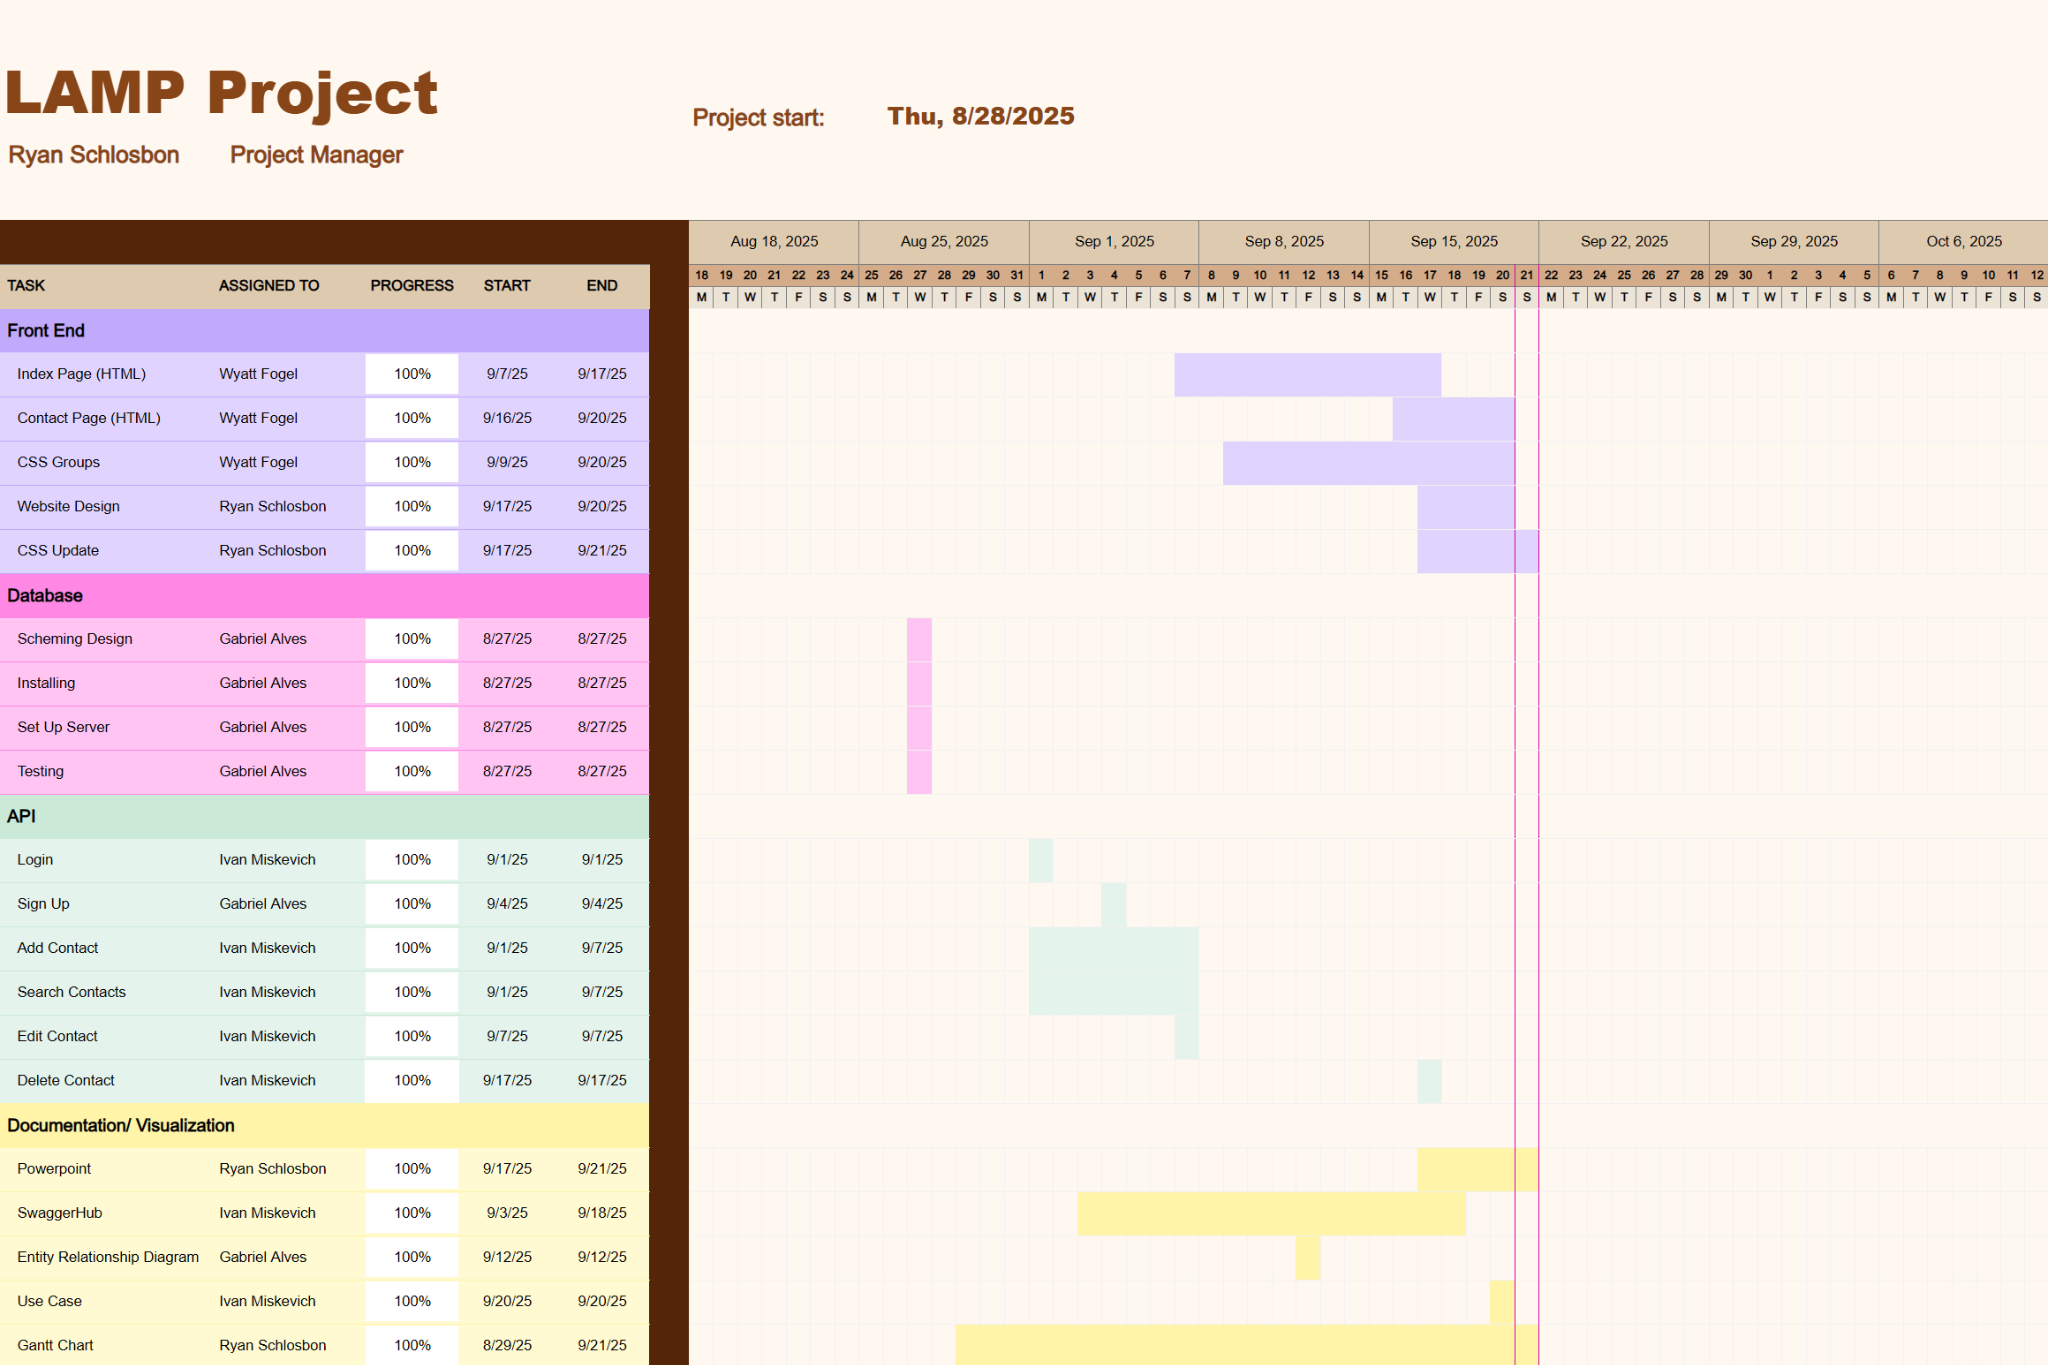 LAMP Project
Project start: Thu, 8/28/2025
Ryan Schlosbon Project Manager
Aug 18, 2025 Aug 25, 2025 Sep 1, 2025 Sep 8, 2025 Sep 15, 2025 Sep 22, 2025 Sep 29, 2025 Oct 6, 2025
18 19 20 21 22 23 24 25 26 27 28 29 30 31 1 2 3 4 5 6 7 8 9 10 11 12 13 14 15 16 17 18 19 20 21 22 23 24 25 26 27 28 29 30 1 2 3 4 5 6 7 8 9 10 11 12
TASK ASSIGNED TO PROGRESS START END
M T W T F S S M T W T F S S M T W T F S S M T W T F S S M T W T F S S M T W T F S S M T W T F S S M T W T F S S
Front End
Index Page (HTML) Wyatt Fogel 100% 9/7/25 9/17/25
Contact Page (HTML) Wyatt Fogel 100% 9/16/25 9/20/25
CSS Groups Wyatt Fogel 100% 9/9/25 9/20/25
Website Design Ryan Schlosbon 100% 9/17/25 9/20/25
CSS Update Ryan Schlosbon 100% 9/17/25 9/21/25
Database
Scheming Design Gabriel Alves 100% 8/27/25 8/27/25
Installing Gabriel Alves 100% 8/27/25 8/27/25
Set Up Server Gabriel Alves 100% 8/27/25 8/27/25
Testing Gabriel Alves 100% 8/27/25 8/27/25
API
Login Ivan Miskevich 100% 9/1/25 9/1/25
Sign Up Gabriel Alves 100% 9/4/25 9/4/25
Add Contact Ivan Miskevich 100% 9/1/25 9/7/25
Search Contacts Ivan Miskevich 100% 9/1/25 9/7/25
Edit Contact Ivan Miskevich 100% 9/7/25 9/7/25
Delete Contact Ivan Miskevich 100% 9/17/25 9/17/25
Documentation/ Visualization
Powerpoint Ryan Schlosbon 100% 9/17/25 9/21/25
SwaggerHub Ivan Miskevich 100% 9/3/25 9/18/25
Entity Relationship Diagram Gabriel Alves 100% 9/12/25 9/12/25
Use Case Ivan Miskevich 100% 9/20/25 9/20/25
Gantt Chart Ryan Schlosbon 100% 8/29/25 9/21/25